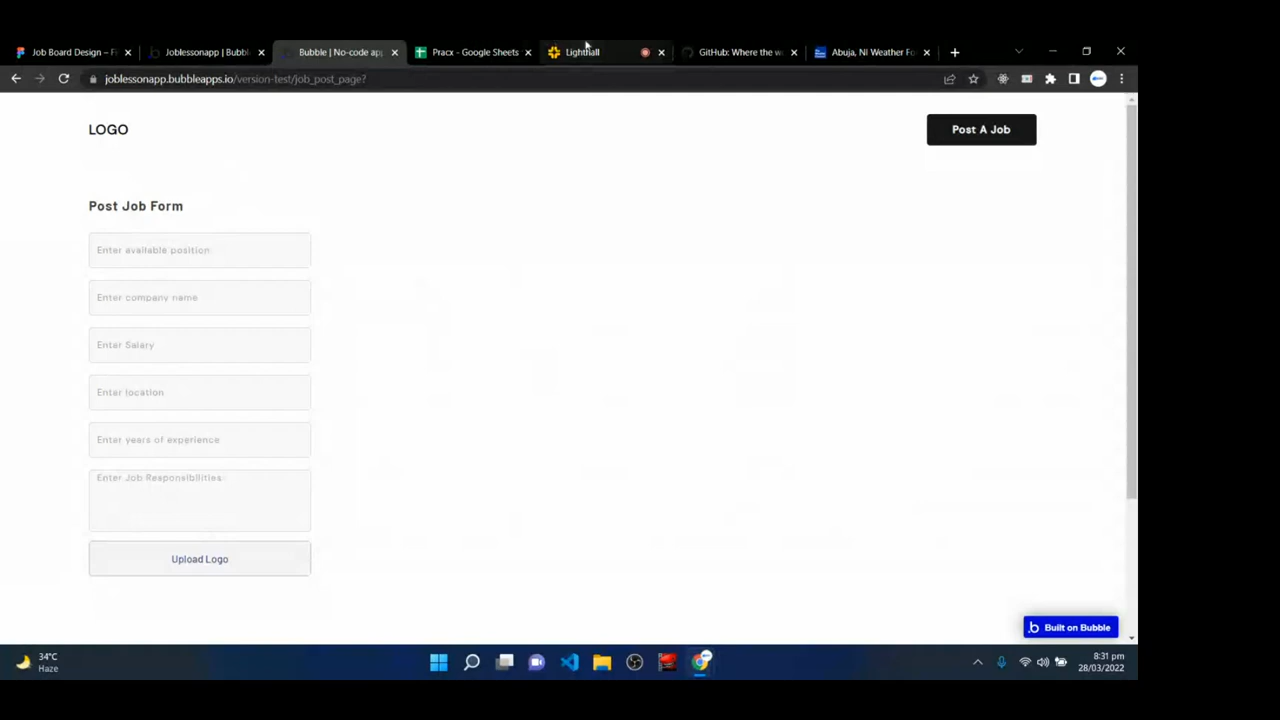 Job Board Design – Fi
Joblessonapp | Bubbl
Bubble | No-code app
Pracx - Google Sheets
Lighthall
GitHub: Where the w
Abuja, NI Weather Fo
joblessonapp.bubbleapps.io/version-test/job_post_page?
LOGO
Post A Job
Post Job Form
Enter available position
Enter company name
Enter Salary
Enter location
Enter years of experience
Enter Job Responsibilities
Upload Logo
Built on Bubble
34°C
Haze
8:31 pm
28/03/2022